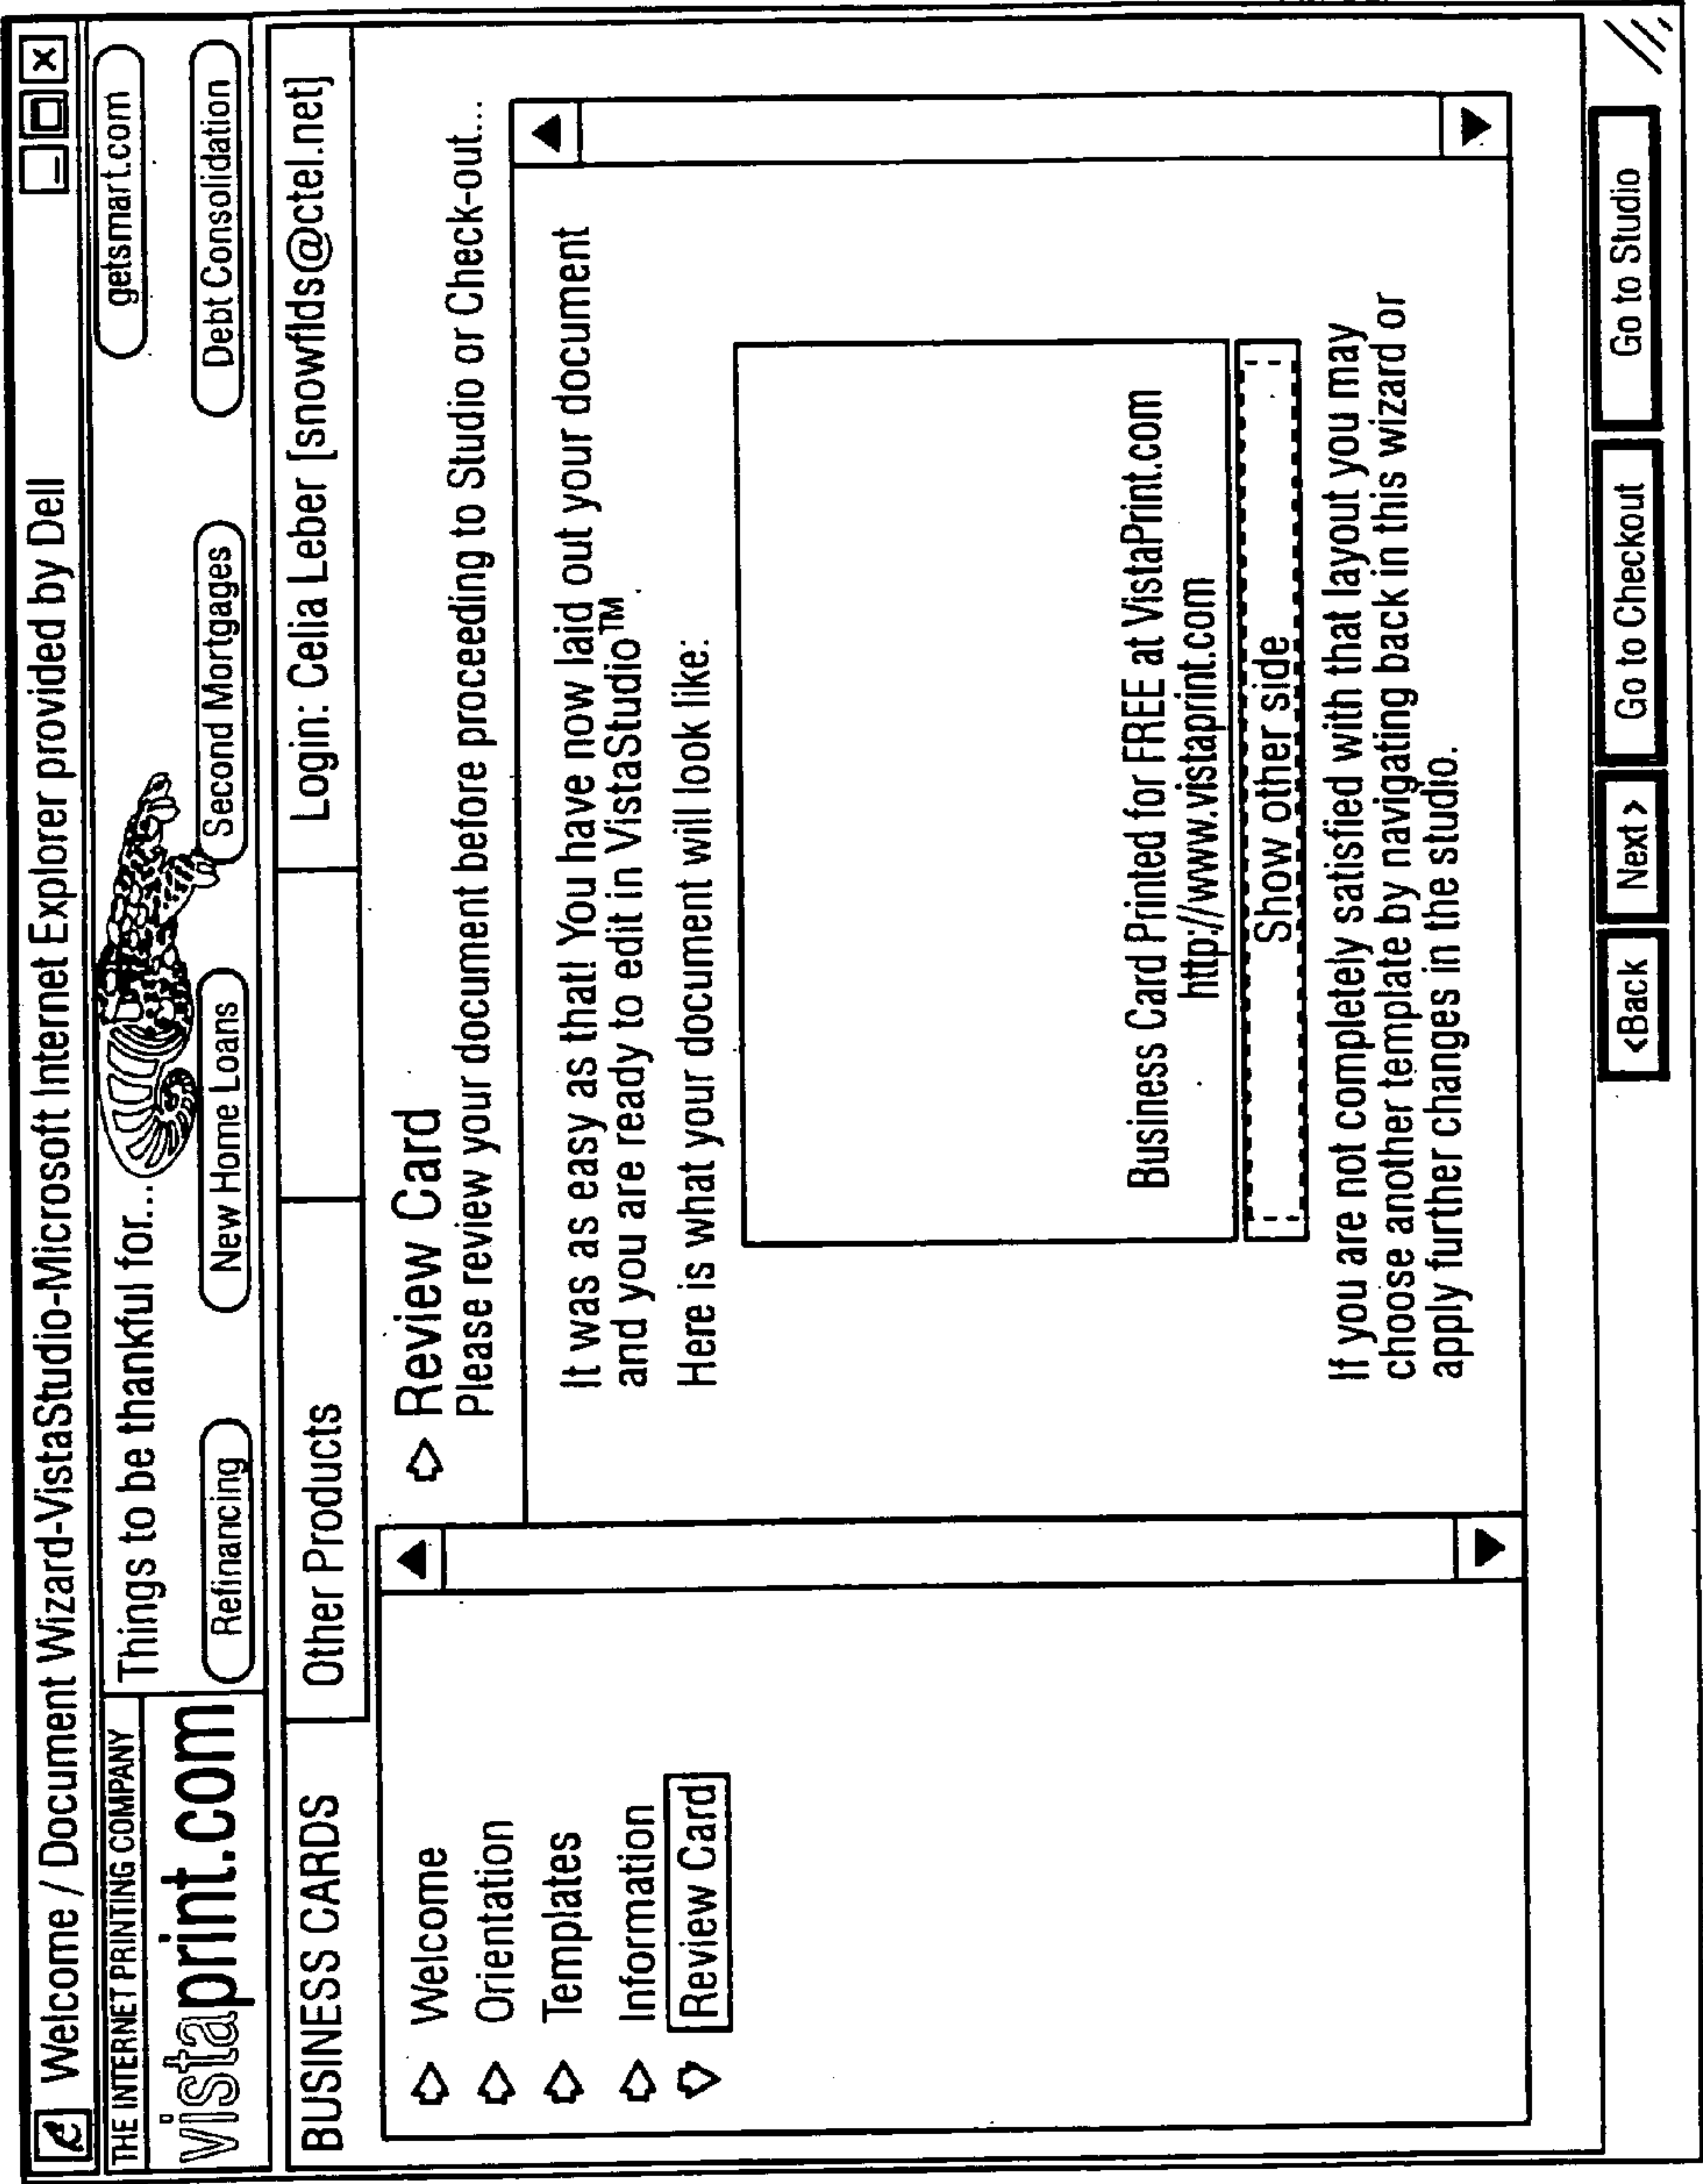 Welcome / Document Wizard-VistaStudio-Microsoft Internet Explorer provided by Dell
THE INTERNET PRINTING COMPANY
vistaprint.com
Things to be thankful for...
getsmart.com
Refinancing
New Home Loans
Second Mortgages
Debt Consolidation
BUSINESS CARDS
Other Products
Login: Celia Leber [snowflds@ctel.net]
Welcome
Orientation
Templates
Information
Review Card
Review Card
Please review your document before proceeding to Studio or Check-out...
It was as easy as that! You have now laid out your document
and you are ready to edit in VistaStudio™
Here is what your document will look like:
Business Card Printed for FREE at VistaPrint.com
http://www.vistaprint.com
Show other side
If you are not completely satisfied with that layout you may
choose another template by navigating back in this wizard or
apply further changes in the studio.
<Back
Next >
Go to Checkout
Go to Studio